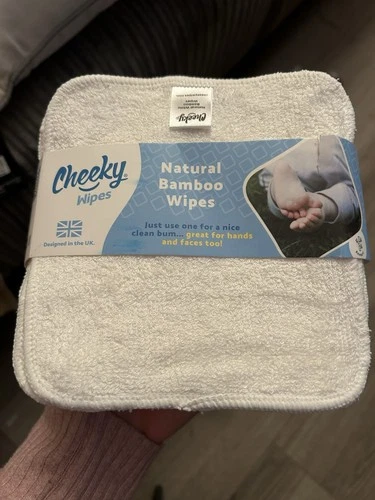 Cheeky
Cheeky
Wipes
Designed in the UK.
Natural
Bamboo
Wipes
Just use one for a nice
clean bum... great for hands
and faces too!